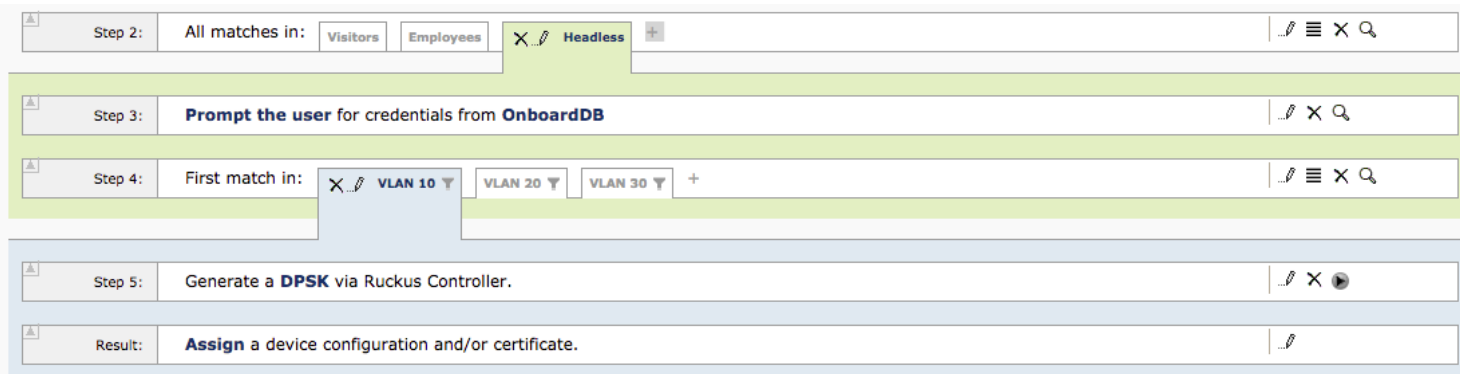 Step 2: All matches in: Visitors Employees Headless +
Step 3: Prompt the user for credentials from OnboardDB
Step 4: First match in: VLAN 10 VLAN 20 VLAN 30 +
Step 5: Generate a DPSK via Ruckus Controller.
Result: Assign a device configuration and/or certificate.